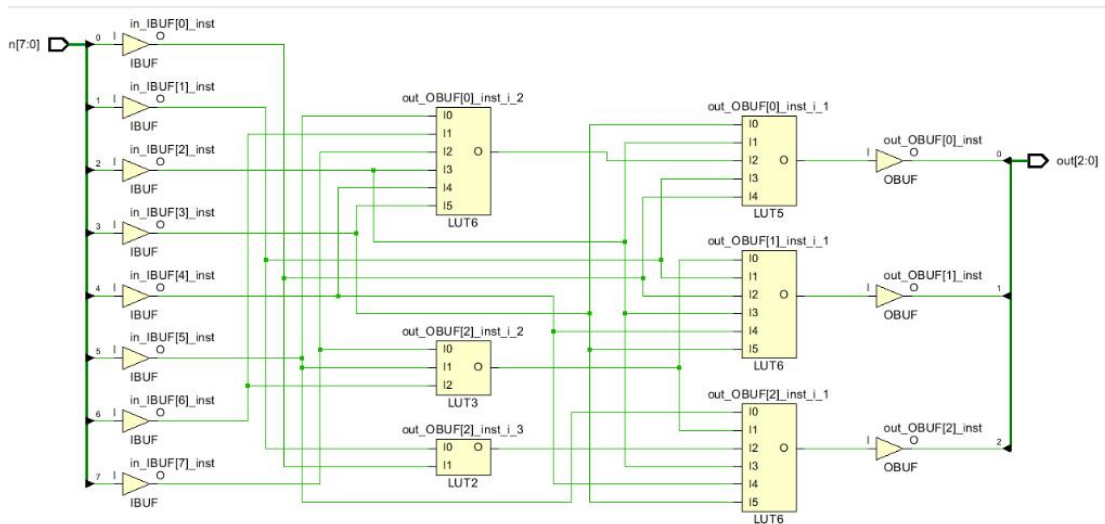 n[7:0]
0
I
in_IBUF[0]_inst
O
IBUF
1
I
in_IBUF[1]_inst
O
IBUF
2
I
in_IBUF[2]_inst
O
IBUF
3
I
in_IBUF[3]_inst
O
IBUF
4
I
in_IBUF[4]_inst
O
IBUF
5
I
in_IBUF[5]_inst
O
IBUF
6
I
in_IBUF[6]_inst
O
IBUF
7
I
in_IBUF[7]_inst
O
IBUF
out_OBUF[0]_inst_i_2
I0
I1
I2
O
I3
I4
I5
LUT6
out_OBUF[2]_inst_i_2
I0
I1
O
I2
LUT3
out_OBUF[2]_inst_i_3
I0
O
I1
LUT2
out_OBUF[0]_inst_i_1
I0
I1
I2
O
I3
I4
LUT5
out_OBUF[1]_inst_i_1
I0
I1
I2
O
I3
I4
I5
LUT6
out_OBUF[2]_inst_i_1
I0
I1
I2
O
I3
I4
I5
LUT6
out_OBUF[0]_inst
I
O
0
OBUF
out_OBUF[1]_inst
I
O
1
OBUF
out_OBUF[2]_inst
I
O
2
OBUF
out[2:0]